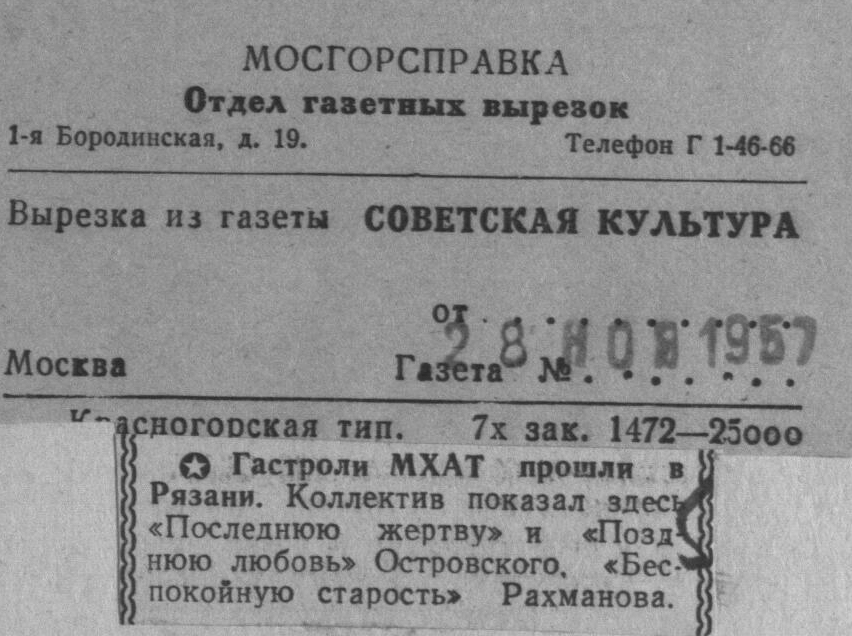 МОСГОРСПРАВКА
Отдел газетных вырезок
1-я Бородинская, д. 19. Телефон Г 1-46-66
Вырезка из газеты СОВЕТСКАЯ КУЛЬТУРА
от . . . . . . . . . .
28 НОЯ 1957
Москва Газета № . . . . . . .
Красногорская тип. 7х зак. 1472—25000
✪ Гастроли МХАТ прошли в
Рязани. Коллектив показал здесь
«Последнюю жертву» и «Позд-
нюю любовь» Островского, «Бес-
покойную старость» Рахманова.